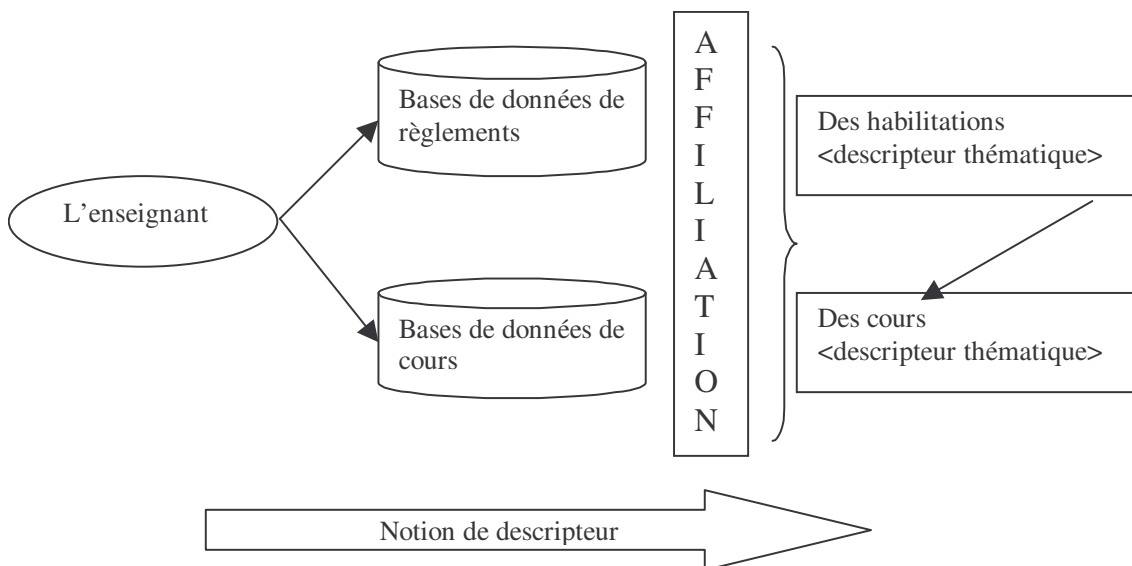 L'enseignant
Bases de données de
règlements
Bases de données de
cours
A
F
F
I
L
I
A
T
I
O
N
Des habilitations
<descripteur thématique>
Des cours
<descripteur thématique>
Notion de descripteur